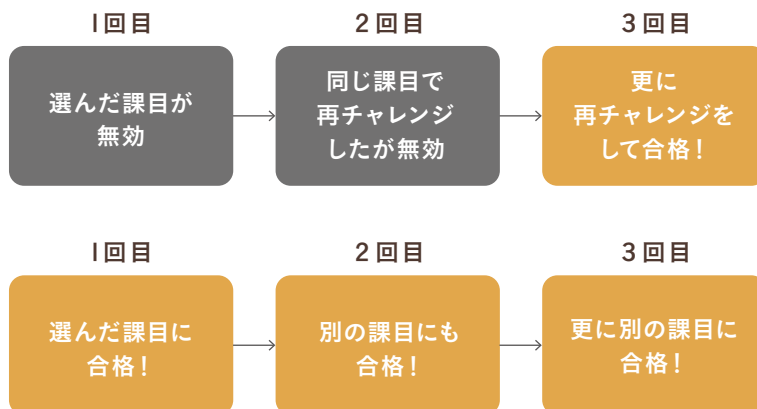 1回目
2回目
3回目
選んだ課目が
無効
同じ課目で
再チャレンジ
したが無効
更に
再チャレンジを
して合格！
1回目
2回目
3回目
選んだ課目に
合格！
別の課目にも
合格！
更に別の課目に
合格！